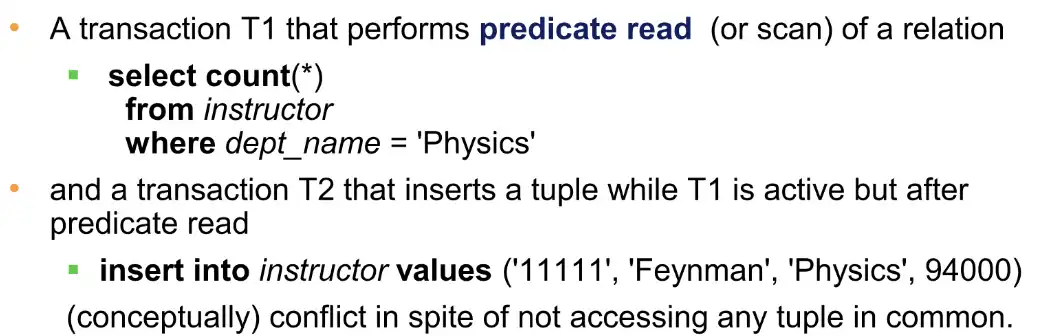 • A transaction T1 that performs predicate read (or scan) of a relation
▪ select count(*)
from instructor
where dept_name = 'Physics'
• and a transaction T2 that inserts a tuple while T1 is active but after
predicate read
▪ insert into instructor values ('11111', 'Feynman', 'Physics', 94000)
(conceptually) conflict in spite of not accessing any tuple in common.